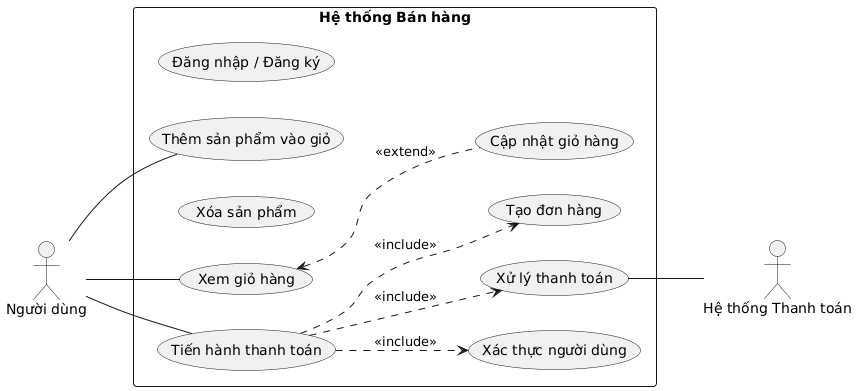 Hệ thống Bán hàng
Đăng nhập / Đăng ký
Thêm sản phẩm vào giỏ
«extend»
Cập nhật giỏ hàng
Xóa sản phẩm
Tạo đơn hàng
«include»
Xem giỏ hàng
Xử lý thanh toán
«include»
Người dùng
Hệ thống Thanh toán
Tiến hành thanh toán
«include»
Xác thực người dùng